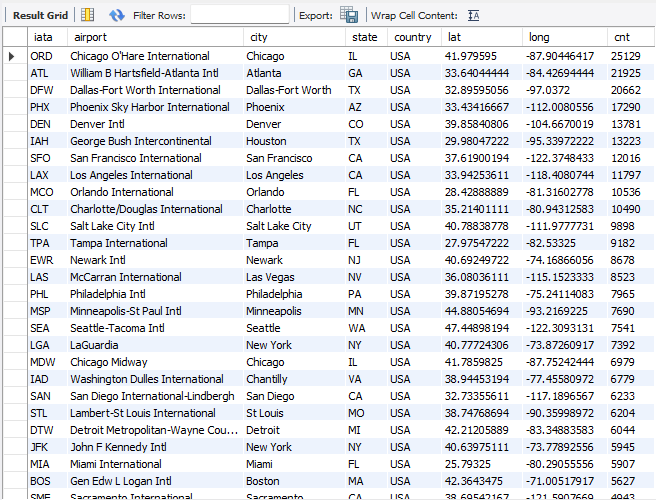 Result Grid Filter Rows: Export: Wrap Cell Content: IA
iata airport city state country lat long cnt
ORD Chicago O'Hare International Chicago IL USA 41.979595 -87.90446417 25129
ATL William B Hartsfield-Atlanta Intl Atlanta GA USA 33.64044444 -84.42694444 21925
DFW Dallas-Fort Worth International Dallas-Fort Worth TX USA 32.89595056 -97.0372 20662
PHX Phoenix Sky Harbor International Phoenix AZ USA 33.43416667 -112.0080556 17290
DEN Denver Intl Denver CO USA 39.85840806 -104.6670019 13781
IAH George Bush Intercontinental Houston TX USA 29.98047222 -95.33972222 13223
SFO San Francisco International San Francisco CA USA 37.61900194 -122.3748433 12016
LAX Los Angeles International Los Angeles CA USA 33.94253611 -118.4080744 11797
MCO Orlando International Orlando FL USA 28.42888889 -81.31602778 10536
CLT Charlotte/Douglas International Charlotte NC USA 35.21401111 -80.94312583 10490
SLC Salt Lake City Intl Salt Lake City UT USA 40.78838778 -111.9777731 9898
TPA Tampa International Tampa FL USA 27.97547222 -82.53325 9182
EWR Newark Intl Newark NJ USA 40.69249722 -74.16866056 8678
LAS McCarran International Las Vegas NV USA 36.08036111 -115.1523333 8523
PHL Philadelphia Intl Philadelphia PA USA 39.87195278 -75.24114083 7965
MSP Minneapolis-St Paul Intl Minneapolis MN USA 44.88054694 -93.2169225 7690
SEA Seattle-Tacoma Intl Seattle WA USA 47.44898194 -122.3093131 7541
LGA LaGuardia New York NY USA 40.77724306 -73.87260917 7392
MDW Chicago Midway Chicago IL USA 41.7859825 -87.75242444 6979
IAD Washington Dulles International Chantilly VA USA 38.94453194 -77.45580972 6779
SAN San Diego International-Lindbergh San Diego CA USA 32.73355611 -117.1896567 6233
STL Lambert-St Louis International St Louis MO USA 38.74768694 -90.35998972 6204
DTW Detroit Metropolitan-Wayne Cou... Detroit MI USA 42.21205889 -83.34883583 6044
JFK John F Kennedy Intl New York NY USA 40.63975111 -73.77892556 5945
MIA Miami International Miami FL USA 25.79325 -80.29055556 5907
BOS Gen Edw L Logan Intl Boston MA USA 42.3643475 -71.00517917 5627
SMF Sacramento International Sacramento CA USA 38.69542167 -121.5907669 4943